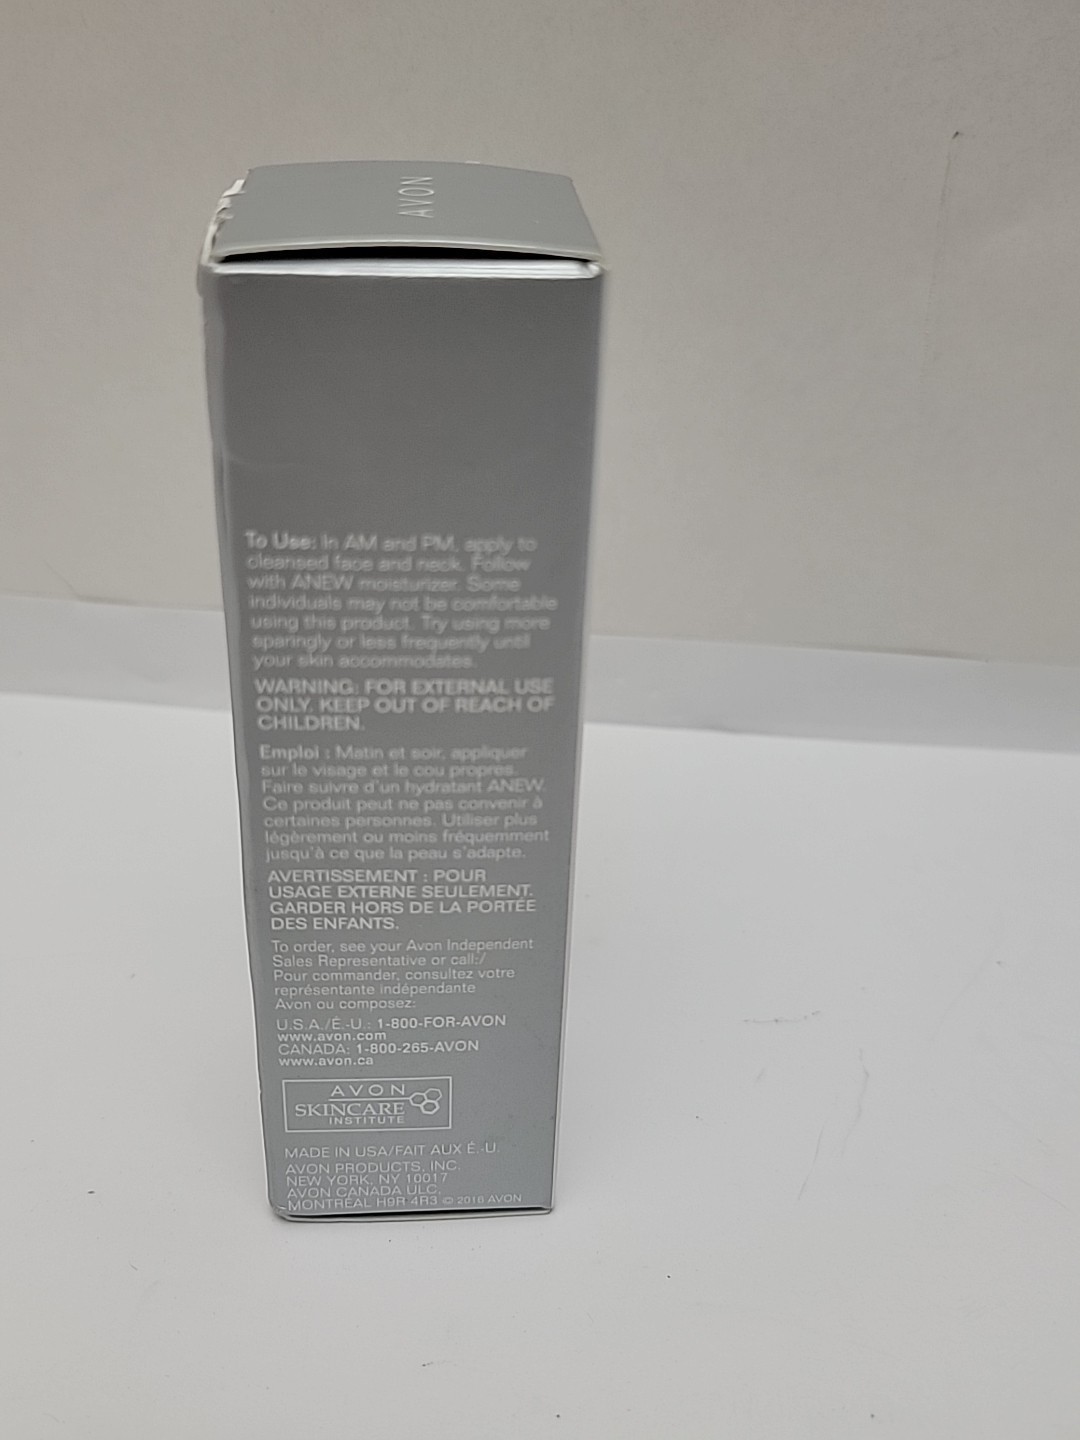 AVON
To Use: In AM and PM, apply to
cleansed face and neck. Follow
with ANEW moisturizer. Some
individuals may not be comfortable
using this product. Try using more
sparingly or less frequently until
your skin accommodates.
WARNING: FOR EXTERNAL USE
ONLY. KEEP OUT OF REACH OF
CHILDREN.
Emploi : Matin et soir, appliquer
sur le visage et le cou propres.
Faire suivre d'un hydratant ANEW.
Ce produit peut ne pas convenir à
certaines personnes. Utiliser plus
légèrement ou moins fréquemment
jusqu'à ce que la peau s'adapte.
AVERTISSEMENT : POUR
USAGE EXTERNE SEULEMENT.
GARDER HORS DE LA PORTÉE
DES ENFANTS.
To order, see your Avon Independent
Sales Representative or call:/
Pour commander, consultez votre
représentante indépendante
Avon ou composez:
U.S.A./É.-U.: 1-800-FOR-AVON
www.avon.com
CANADA: 1-800-265-AVON
www.avon.ca
AVON
SKINCARE
INSTITUTE
MADE IN USA/FAIT AUX É.-U.
AVON PRODUCTS, INC.
NEW YORK, NY 10017
AVON CANADA ULC,
MONTRÉAL H9R 4R3 © 2016 AVON